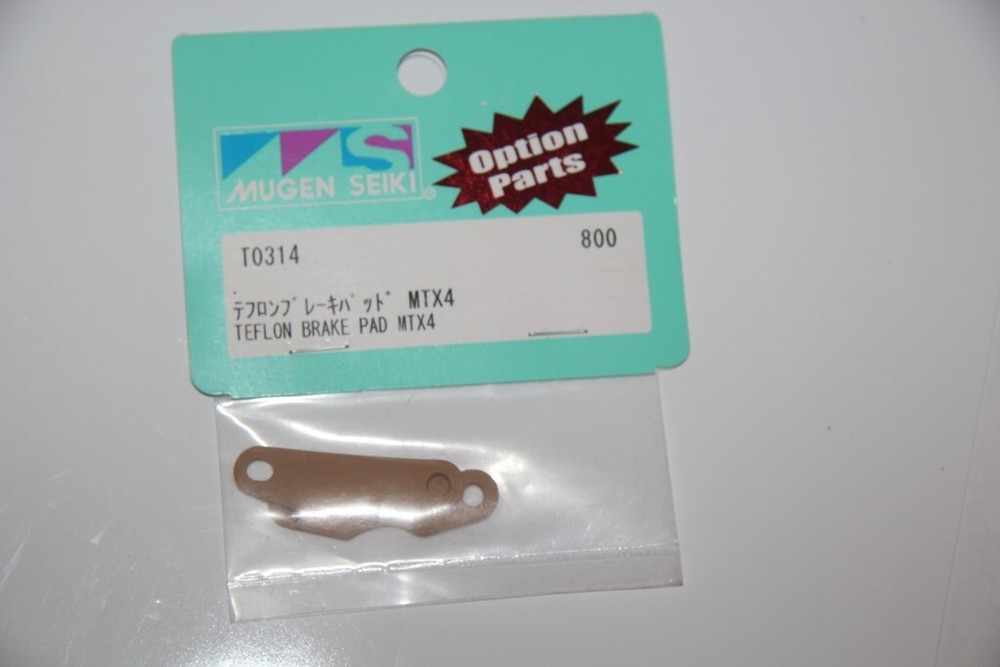 MUGEN SEIKI
Option
Parts
T0314 800
ﾃﾌﾛﾝﾌﾞﾚｰｷﾊﾟｯﾄﾞ MTX4
TEFLON BRAKE PAD MTX4